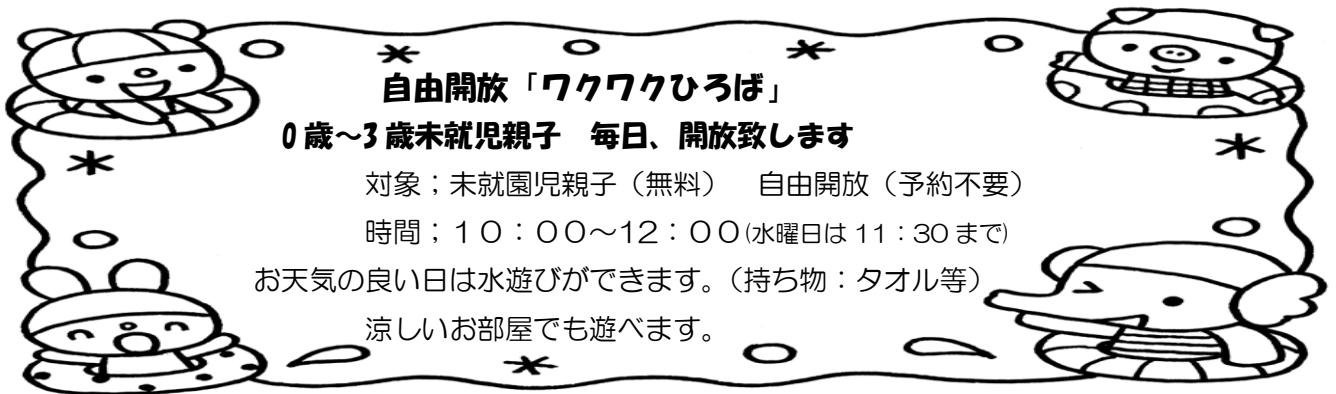 自由開放「ワクワクひろば」
0歳～3歳未就児親子　毎日、開放致します
対象；未就園児親子（無料）　自由開放（予約不要）
時間；１０：００～12：００(水曜日は 11：30 まで)
お天気の良い日は水遊びができます。（持ち物：タオル等）
涼しいお部屋でも遊べます。